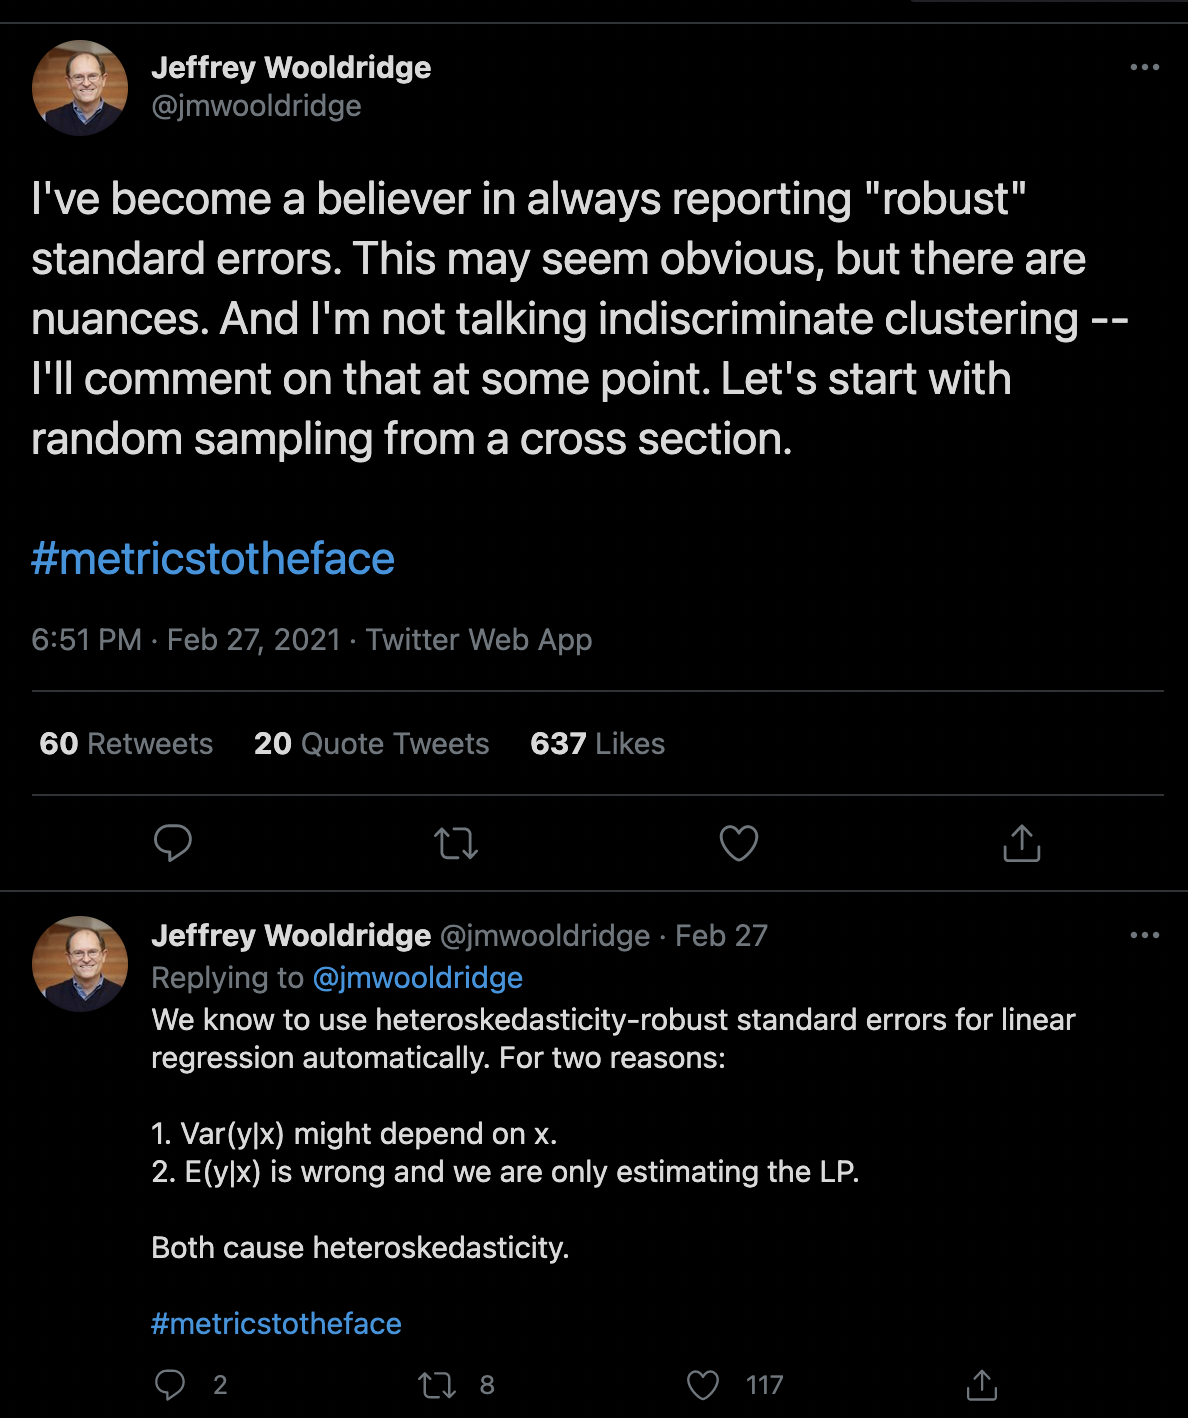 Jeffrey Wooldridge
@jmwooldridge
I've become a believer in always reporting "robust"
standard errors. This may seem obvious, but there are
nuances. And I'm not talking indiscriminate clustering --
I'll comment on that at some point. Let's start with
random sampling from a cross section.
#metricstotheface
6:51 PM · Feb 27, 2021 · Twitter Web App
60 Retweets 20 Quote Tweets 637 Likes
Jeffrey Wooldridge @jmwooldridge · Feb 27
Replying to @jmwooldridge
We know to use heteroskedasticity-robust standard errors for linear
regression automatically. For two reasons:
1. Var(y|x) might depend on x.
2. E(y|x) is wrong and we are only estimating the LP.
Both cause heteroskedasticity.
#metricstotheface
2 8 117